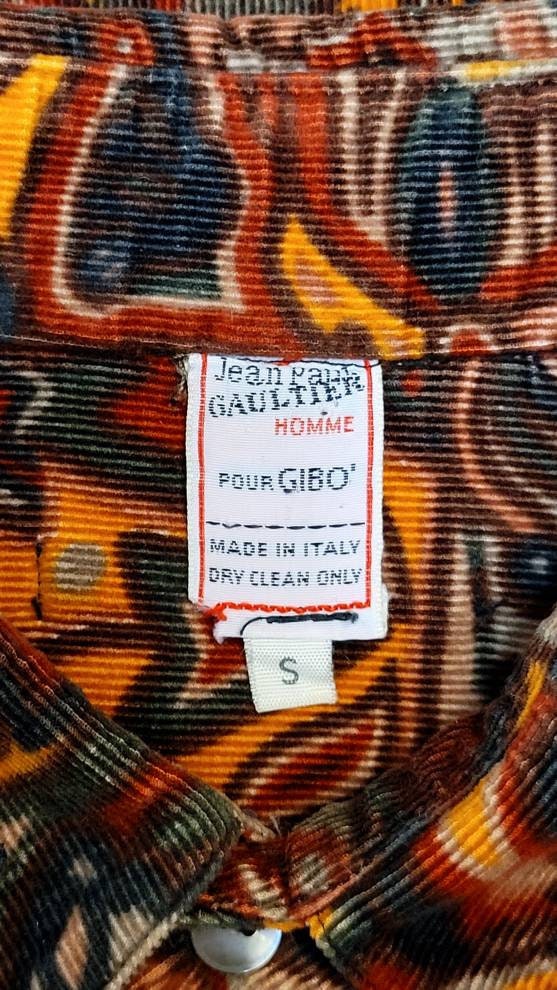 Jean Paul
GAULTIER
HOMME
POUR GIBO'
MADE IN ITALY
DRY CLEAN ONLY
S